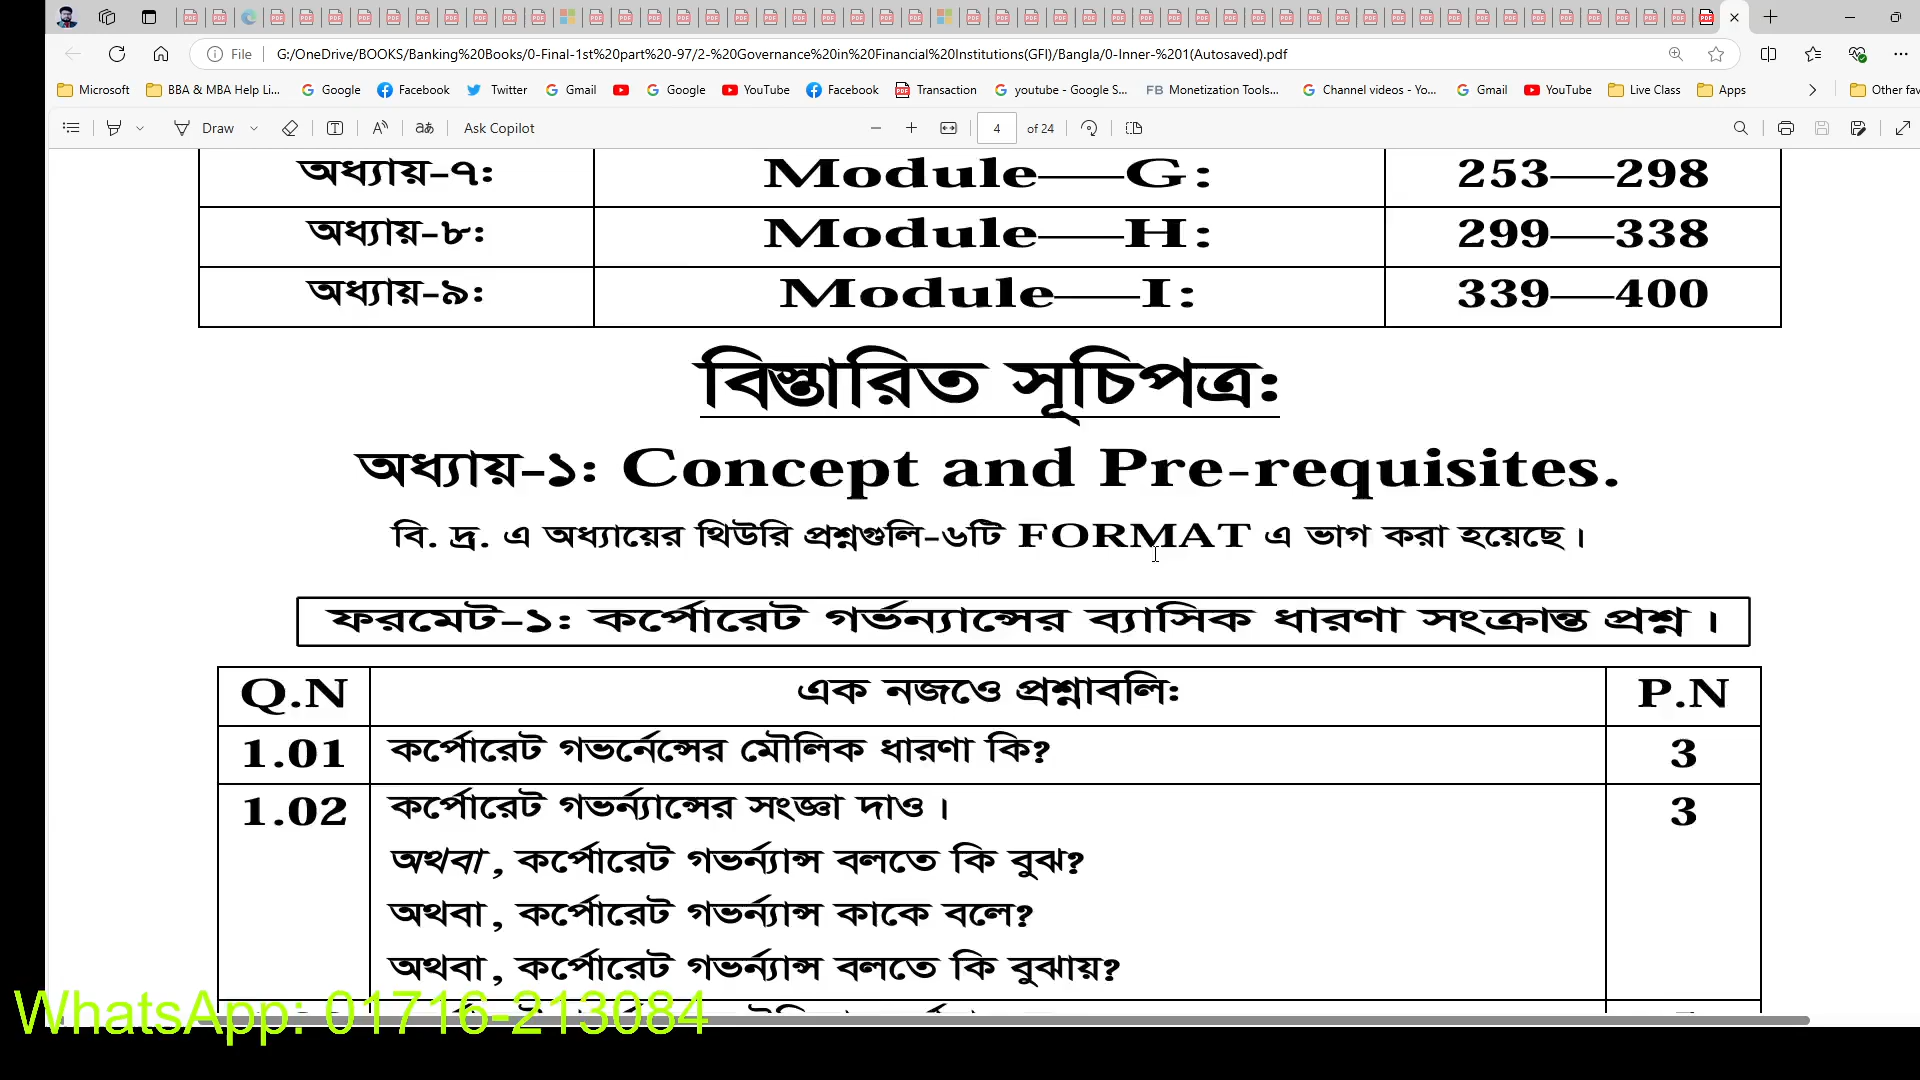 File G:/OneDrive/BOOKS/Banking%20Books/0-Final-1st%20part%20-97/2-%20Governance%20in%20Financial%20Institutions(GFI)/Bangla/0-Inner-%201(Autosaved).pdf
Microsoft BBA & MBA Help Li... Google Facebook Twitter Gmail Google YouTube Facebook Transaction youtube - Google S... FB Monetization Tools... Channel videos - Yo... Gmail YouTube Live Class Apps Other fav
Draw Ask Copilot 4 of 24
অধ্যায়-৭: Module—G: 253—298
অধ্যায়-৮: Module—H: 299—338
অধ্যায়-৯: Module—I: 339—400
বিস্তারিত সূচিপত্র:
অধ্যায়-১: Concept and Pre-requisites.
বি. দ্র. এ অধ্যায়ের থিউরি প্রশ্নগুলি-৬টি FORMAT এ ভাগ করা হয়েছে।
ফরমেট-১: কর্পোরেট গর্ভন্যান্সের ব্যাসিক ধারণা সংক্রান্ত প্রশ্ন।
Q.N এক নজওে প্রশ্নাবলি: P.N
1.01 কর্পোরেট গভর্নেন্সের মৌলিক ধারণা কি? 3
1.02 কর্পোরেট গভর্ন্যান্সের সংজ্ঞা দাও। 3
অথবা, কর্পোরেট গভর্ন্যান্স বলতে কি বুঝ?
অথবা, কর্পোরেট গভর্ন্যান্স কাকে বলে?
অথবা, কর্পোরেট গভর্ন্যান্স বলতে কি বুঝায়?
WhatsApp: 01716-213084